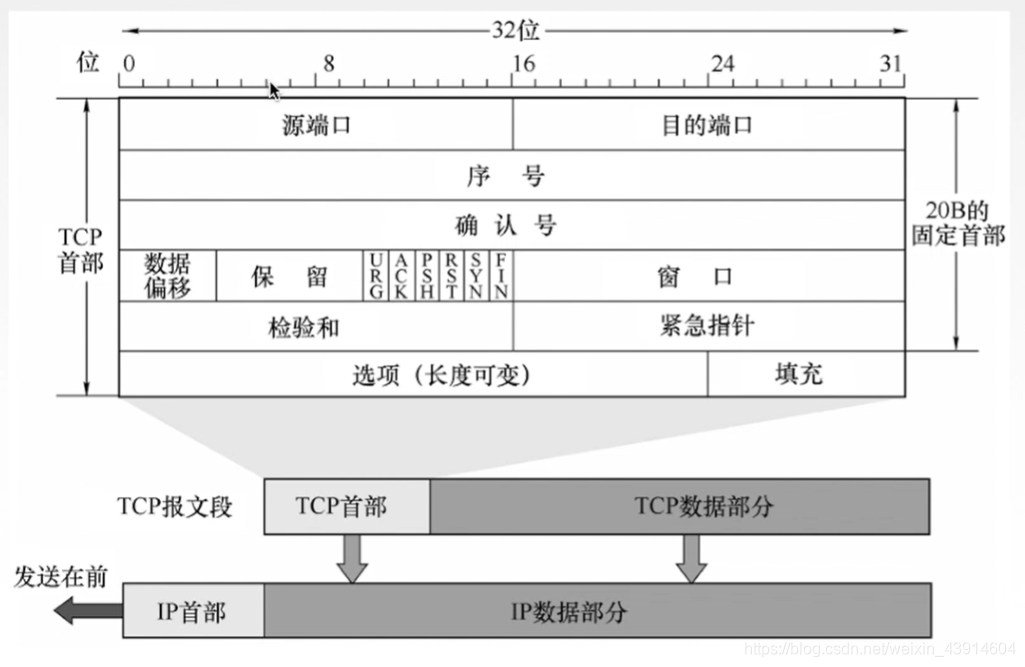 32位
位 0 8 16 24 31
源端口 目的端口
序 号
确 认 号
TCP
首部
20B的
固定首部
数据
偏移
保 留
URG
ACK
PSH
RST
SYN
FIN
窗 口
检验和 紧急指针
选项（长度可变） 填充
TCP报文段 TCP首部 TCP数据部分
发送在前
IP首部 IP数据部分
https://blog.csdn.net/weixin_43914604